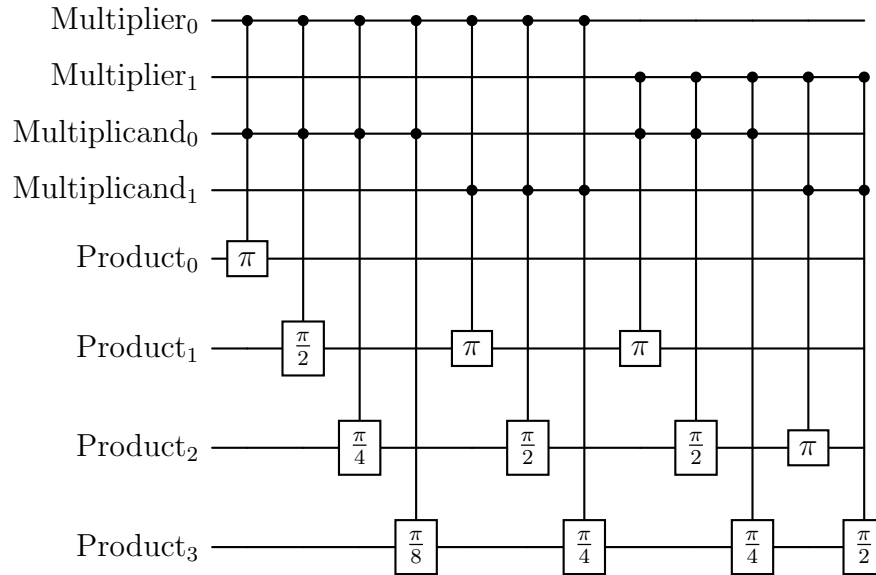 Multiplier₀
Multiplier₁
Multiplicand₀
Multiplicand₁
Product₀ π
Product₁ π/2 π π
Product₂ π/4 π/2 π/2 π
Product₃ π/8 π/4 π/4 π/2